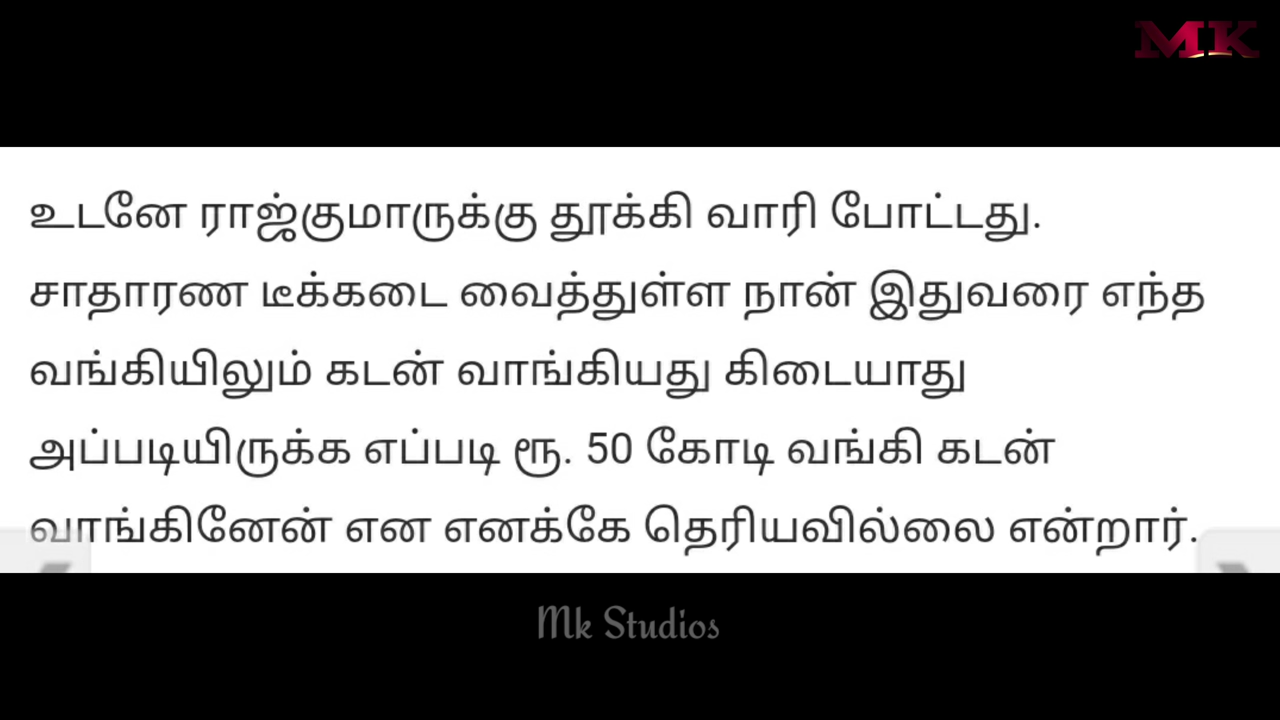 MK
உடனே ராஜ்குமாருக்கு தூக்கி வாரி போட்டது.
சாதாரண டீக்கடை வைத்துள்ள நான் இதுவரை எந்த
வங்கியிலும் கடன் வாங்கியது கிடையாது
அப்படியிருக்க எப்படி ரூ. 50 கோடி வங்கி கடன்
வாங்கினேன் என எனக்கே தெரியவில்லை என்றார்.
Mk Studios